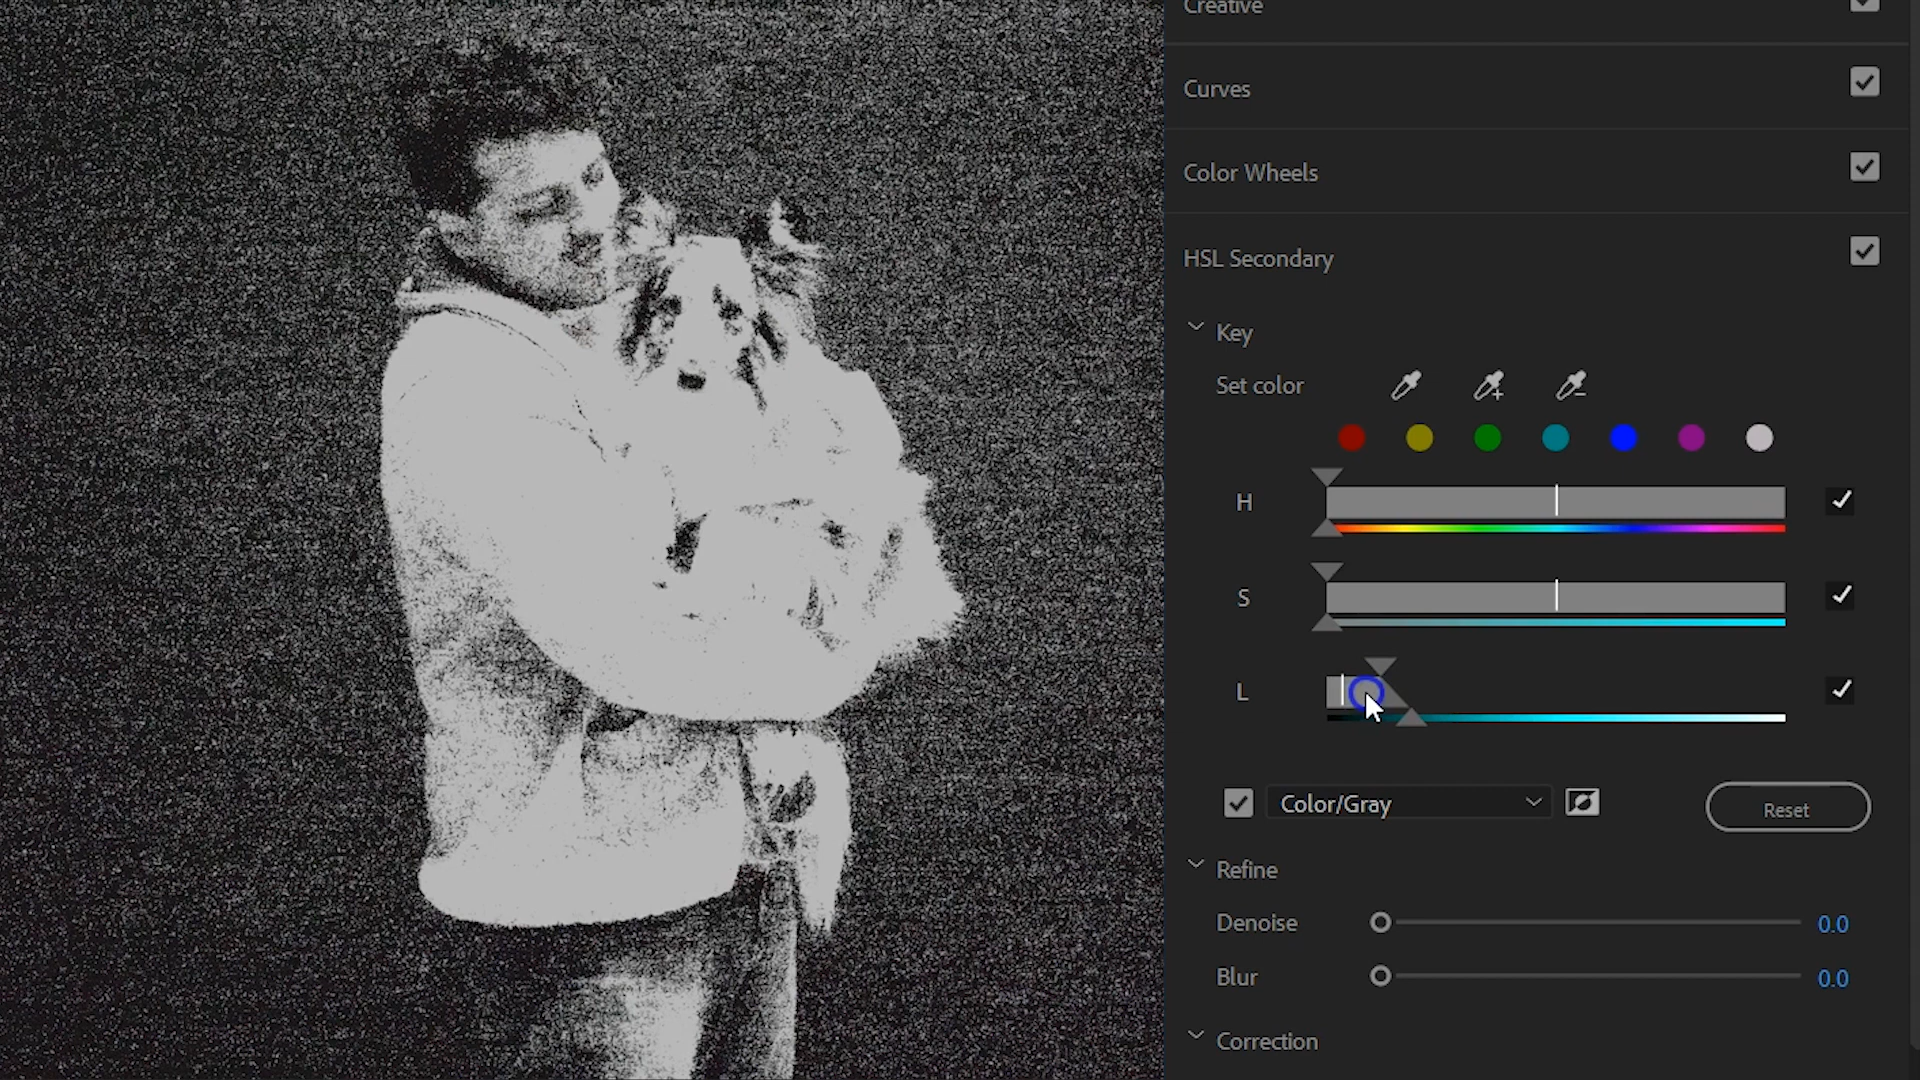 Creative
Curves
Color Wheels
HSL Secondary
Key
Set color
H
S
L
Color/Gray
Reset
Refine
Denoise
0.0
Blur
0.0
Correction